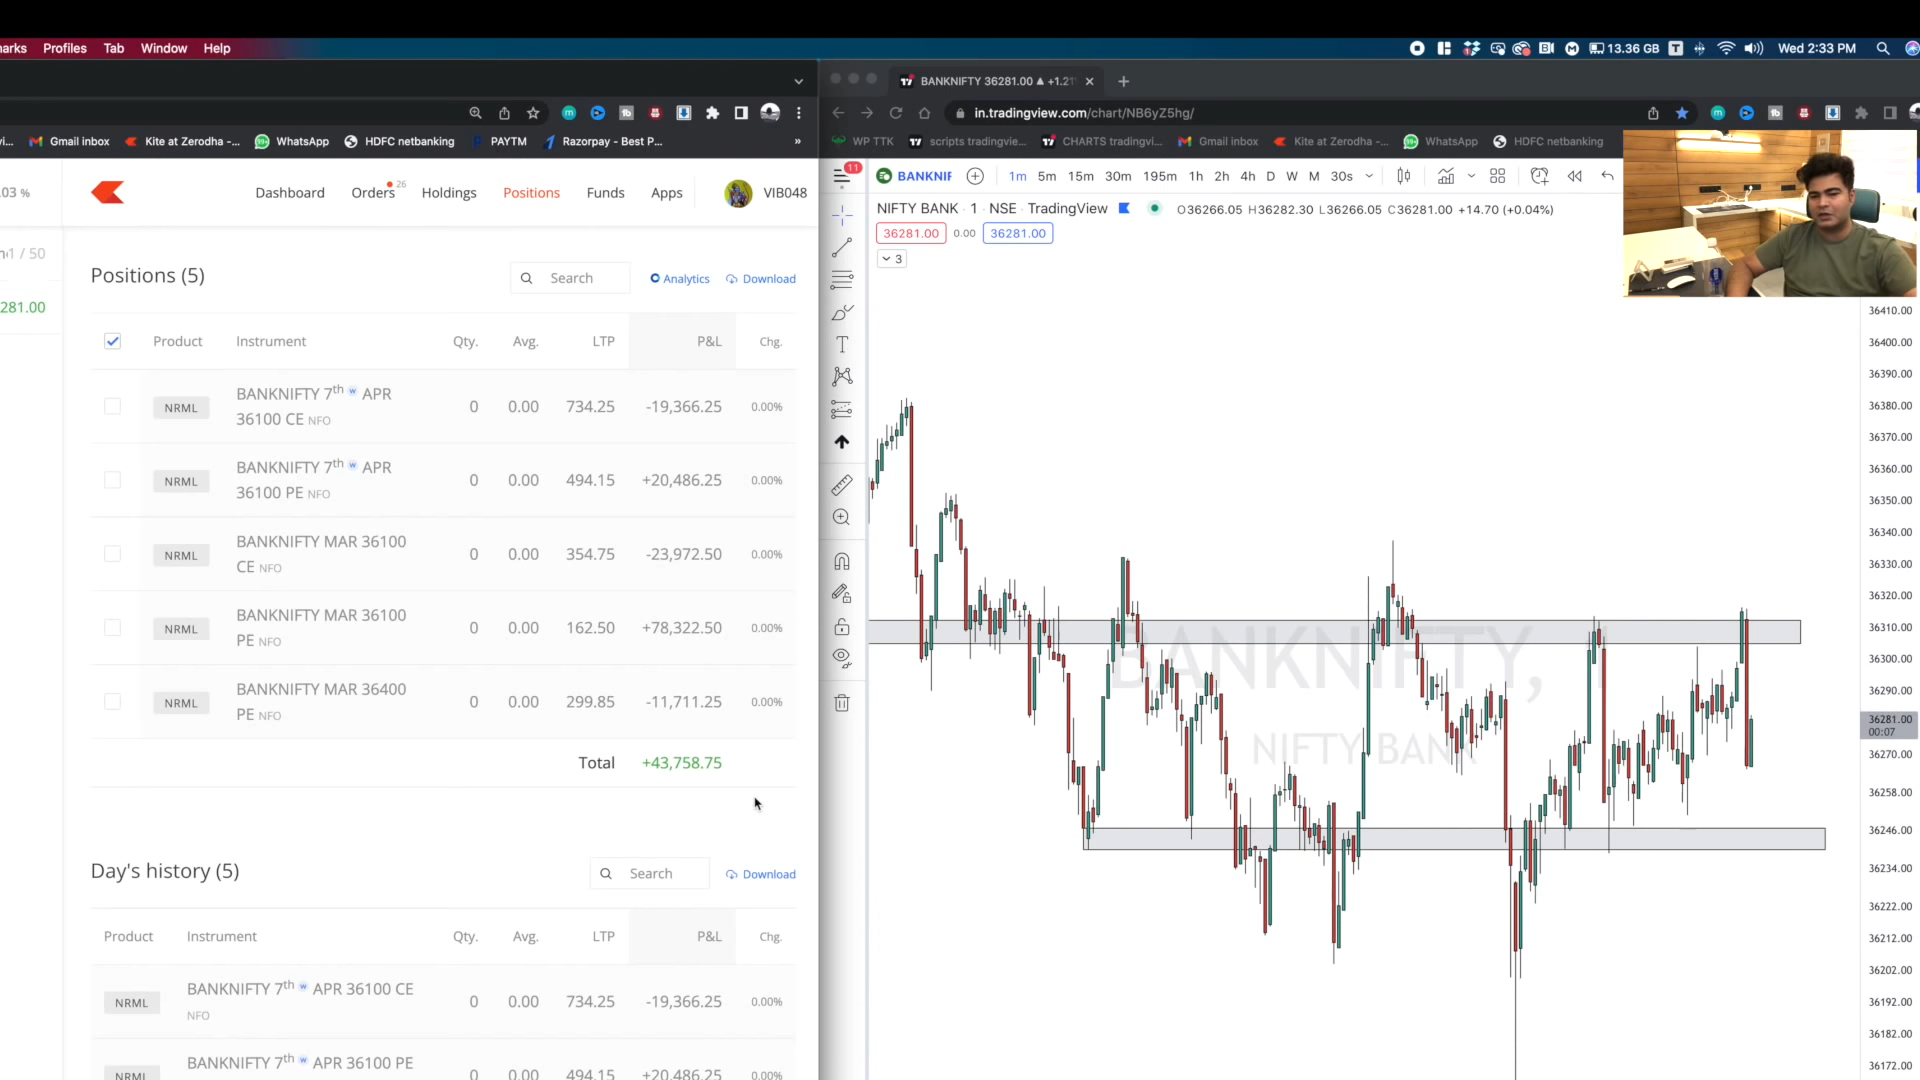 marks Profiles Tab Window Help
13.36 GB Wed 2:33 PM
BANKNIFTY 36281.00 ▲ +1.21
in.tradingview.com/chart/NB6yZ5hg/
Gmail inbox Kite at Zerodha -... WhatsApp HDFC netbanking PAYTM Razorpay - Best P... »
WP TTK scripts tradingvie... CHARTS tradingvi... Gmail inbox Kite at Zerodha -... WhatsApp HDFC netbanking
.03 %
Dashboard Orders 26 Holdings Positions Funds Apps VIB048
1 / 50
281.00
Positions (5)
Search Analytics Download
Product Instrument Qty. Avg. LTP P&L Chg.
NRML BANKNIFTY 7th w APR 0 0.00 734.25 -19,366.25 0.00%
36100 CE NFO
NRML BANKNIFTY 7th w APR 0 0.00 494.15 +20,486.25 0.00%
36100 PE NFO
NRML BANKNIFTY MAR 36100 0 0.00 354.75 -23,972.50 0.00%
CE NFO
NRML BANKNIFTY MAR 36100 0 0.00 162.50 +78,322.50 0.00%
PE NFO
NRML BANKNIFTY MAR 36400 0 0.00 299.85 -11,711.25 0.00%
PE NFO
Total +43,758.75
Day's history (5)
Search Download
Product Instrument Qty. Avg. LTP P&L Chg.
NRML BANKNIFTY 7th w APR 36100 CE 0 0.00 734.25 -19,366.25 0.00%
NFO
NRML BANKNIFTY 7th w APR 36100 PE 0 0.00 494.15 +20,486.25 0.00%
11 BANKNIF 1m 5m 15m 30m 195m 1h 2h 4h D W M 30s
NIFTY BANK · 1 · NSE TradingView O36266.05 H36282.30 L36266.05 C36281.00 +14.70 (+0.04%)
36281.00 0.00 36281.00
3
BANKNIFTY, 1
NIFTY BANK
36410.00
36400.00
36390.00
36380.00
36370.00
36360.00
36350.00
36340.00
36330.00
36320.00
36310.00
36300.00
36290.00
36281.00
00:07
36270.00
36258.00
36246.00
36234.00
36222.00
36212.00
36202.00
36192.00
36182.00
36172.00